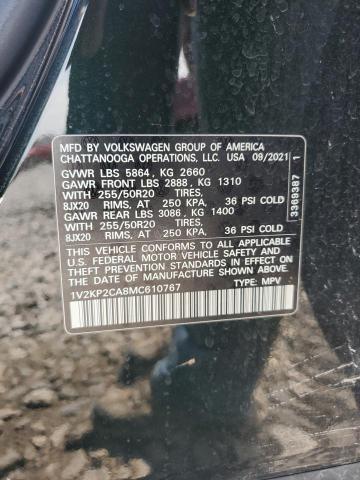 MFD BY VOLKSWAGEN GROUP OF AMERICA
CHATTANOOGA OPERATIONS, LLC. USA 09/2021
GVWR LBS 5864, KG 2660
GAWR FRONT LBS 2888, KG 1310
WITH 255/50R20 TIRES,
8JX20 RIMS, AT 250 KPA, 36 PSI COLD
GAWR REAR LBS 3086, KG 1400
WITH 255/50R20 TIRES,
8JX20 RIMS, AT 250 KPA, 36 PSI COLD
THIS VEHICLE CONFORMS TO ALL APPLICABLE
U.S. FEDERAL MOTOR VEHICLE SAFETY STANDARDS IN
EFFECT ON THE DATE OF MANUFACTURE SHOWN ABOVE.
1V2KP2CA8MC610767 TYPE: MPV
3369387 1